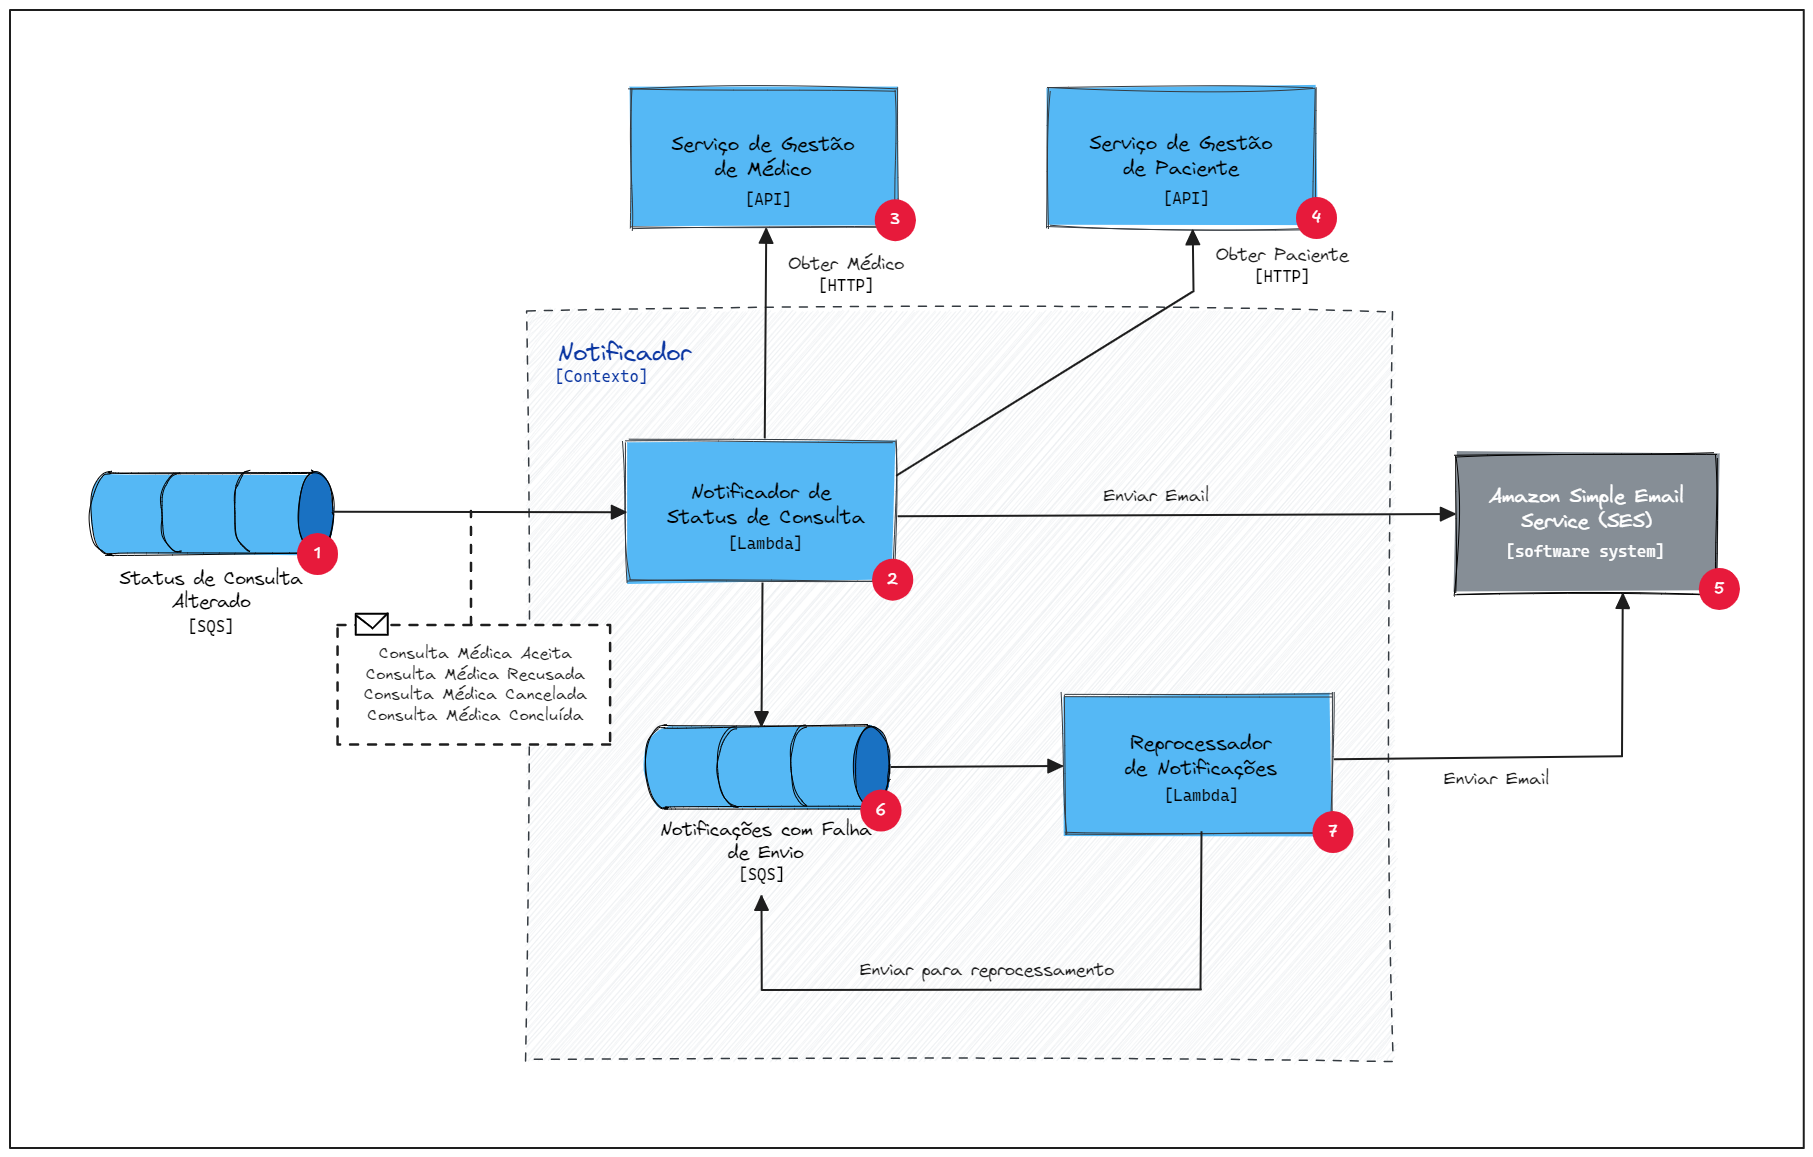 Serviço de Gestão
de Médico
[API]
3
Serviço de Gestão
de Paciente
[API]
4
Obter Médico
[HTTP]
Obter Paciente
[HTTP]
Notificador
[Contexto]
Status de Consulta
Alterado
[SQS]
1
Consulta Médica Aceita
Consulta Médica Recusada
Consulta Médica Cancelada
Consulta Médica Concluída
Notificador de
Status de Consulta
[Lambda]
2
Enviar Email
Amazon Simple Email
Service (SES)
[software system]
5
Notificações com Falha
de Envio
[SQS]
6
Reprocessador
de Notificações
[Lambda]
7
Enviar Email
Enviar para reprocessamento